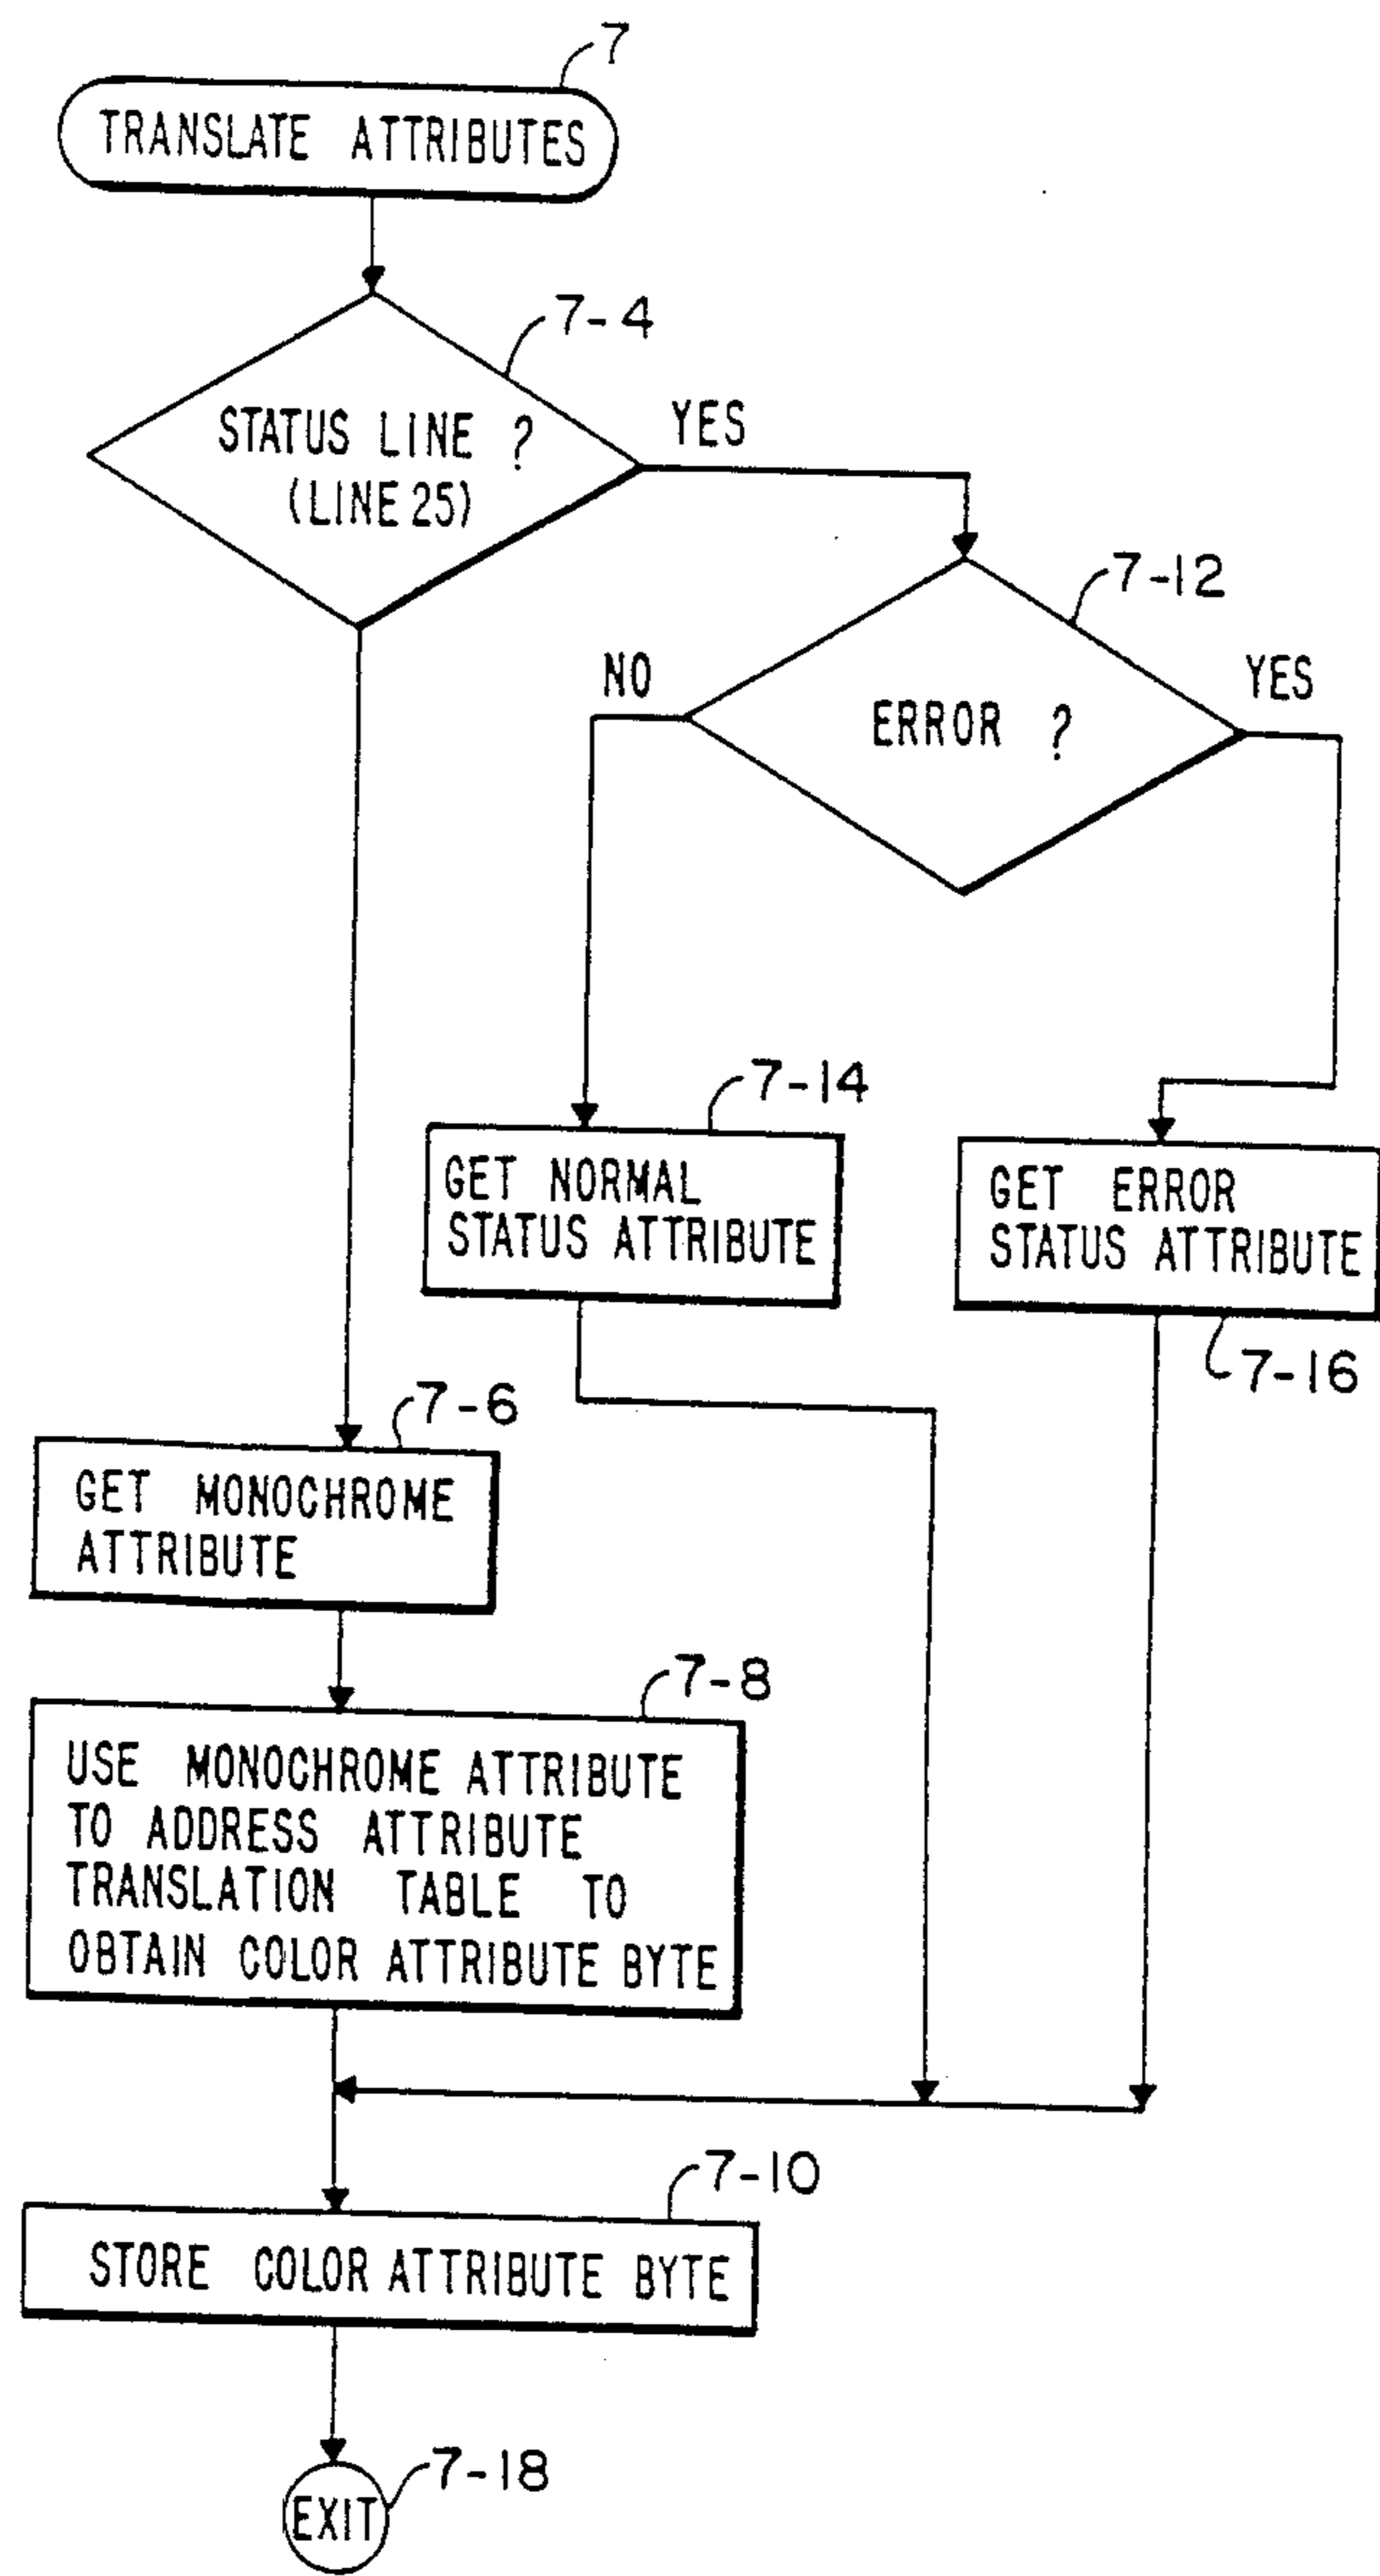 7
TRANSLATE ATTRIBUTES
7-4
STATUS LINE ?
(LINE 25)
YES
7-12
NO
ERROR ?
YES
7-14
GET NORMAL
STATUS ATTRIBUTE
GET ERROR
STATUS ATTRIBUTE
7-16
7-6
GET MONOCHROME
ATTRIBUTE
7-8
USE MONOCHROME ATTRIBUTE
TO ADDRESS ATTRIBUTE
TRANSLATION TABLE TO
OBTAIN COLOR ATTRIBUTE BYTE
7-10
STORE COLOR ATTRIBUTE BYTE
7-18
EXIT